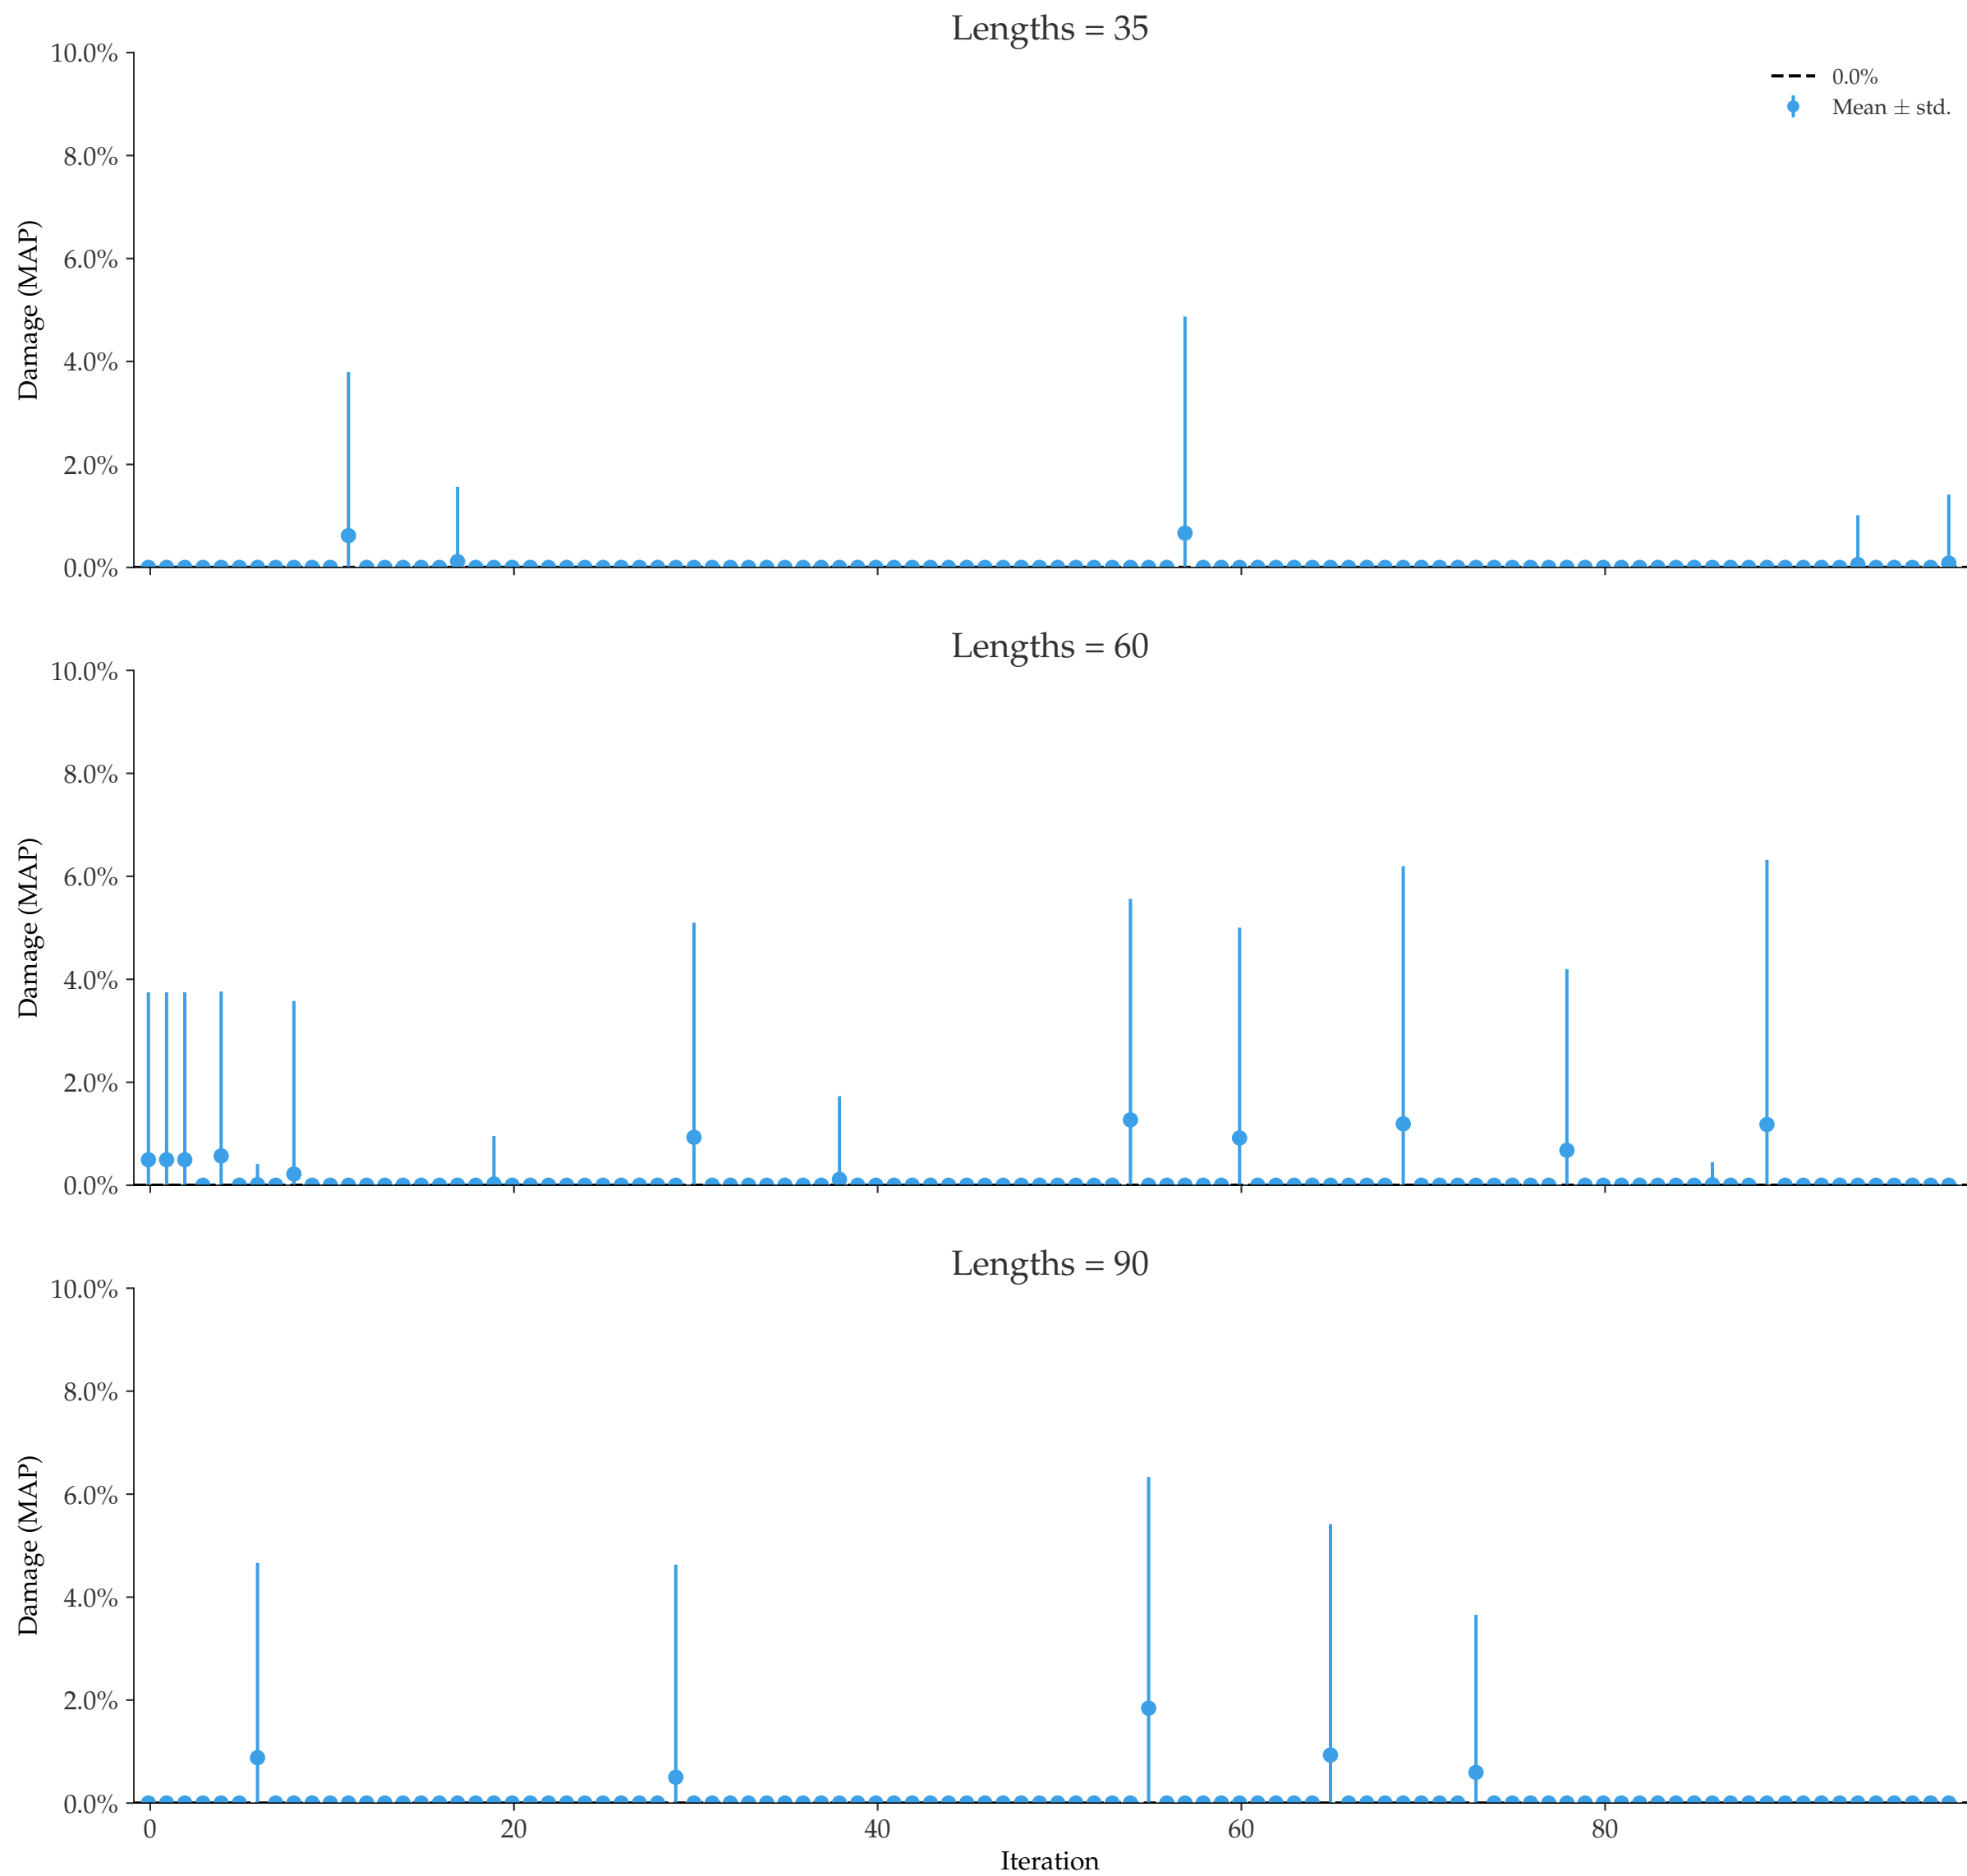 Lengths = 35
10.0%
8.0%
6.0%
4.0%
2.0%
0.0%
Damage (MAP)
0.0%
Mean ± std.
Lengths = 60
10.0%
8.0%
6.0%
4.0%
2.0%
0.0%
Damage (MAP)
Lengths = 90
10.0%
8.0%
6.0%
4.0%
2.0%
0.0%
Damage (MAP)
0 20 40 60 80
Iteration